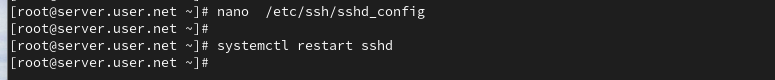 [root@server.user.net ~]# nano  /etc/ssh/sshd_config
[root@server.user.net ~]#
[root@server.user.net ~]# systemctl restart sshd
[root@server.user.net ~]#